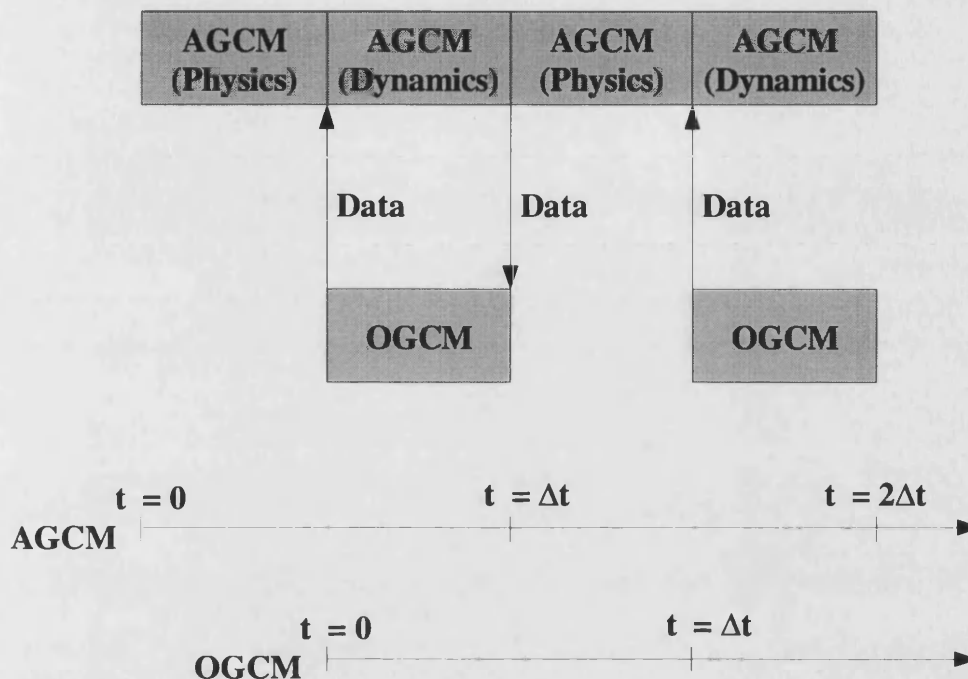 AGCM (Physics)
AGCM (Dynamics)
AGCM (Physics)
AGCM (Dynamics)
Data
Data
Data
OGCM
OGCM
t = 0
t = Δt
t = 2Δt
AGCM
t = 0
t = Δt
OGCM